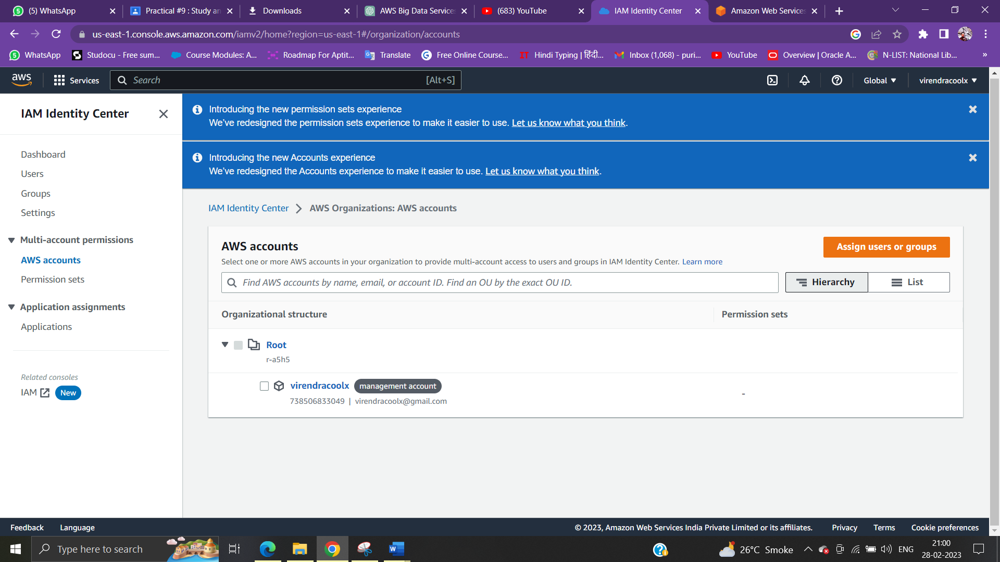 (5) WhatsApp
Practical #9 : Study an
Downloads
AWS Big Data Services
(683) YouTube
IAM Identity Center
Amazon Web Services
us-east-1.console.aws.amazon.com/iamv2/home?region=us-east-1#/organization/accounts
WhatsApp
Studocu - Free sum...
Course Modules: A...
Roadmap For Aptit...
Translate
Free Online Course...
Hindi Typing | हिंदी...
Inbox (1,068) - puri...
YouTube
Overview | Oracle A...
N-LIST: National Lib...
»
aws
Services
Search
[Alt+S]
Global
virendracoolx
IAM Identity Center
Dashboard
Users
Groups
Settings
Multi-account permissions
AWS accounts
Permission sets
Application assignments
Applications
Related consoles
IAM New
Introducing the new permission sets experience
We've redesigned the permission sets experience to make it easier to use. Let us know what you think.
Introducing the new Accounts experience
We've redesigned the Accounts experience to make it easier to use. Let us know what you think.
IAM Identity Center > AWS Organizations: AWS accounts
AWS accounts
Assign users or groups
Select one or more AWS accounts in your organization to provide multi-account access to users and groups in IAM Identity Center. Learn more
Find AWS accounts by name, email, or account ID. Find an OU by the exact OU ID.
Hierarchy
List
Organizational structure
Permission sets
Root
r-a5h5
virendracoolx management account
-
738506833049 | virendracoolx@gmail.com
Feedback
Language
© 2023, Amazon Web Services India Private Limited or its affiliates.
Privacy
Terms
Cookie preferences
Type here to search
26°C Smoke
ENG
21:00
28-02-2023